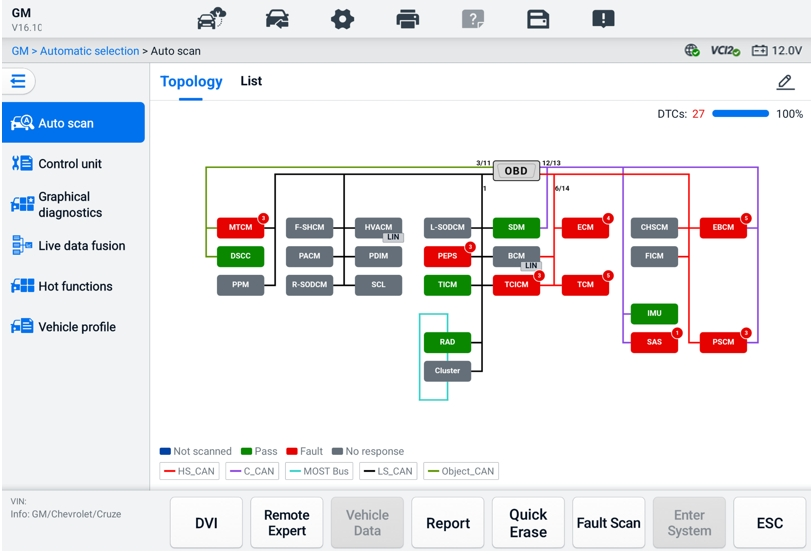 GM
V16.10
GM > Automatic selection > Auto scan
VCI2
12.0V
Topology
List
DTCs: 27
100%
Auto scan
Control unit
Graphical
diagnostics
Live data fusion
Hot functions
Vehicle profile
3/11
OBD
12/13
1
6/14
MTCM
3
F-SHCM
HVACM
LIN
L-SODCM
SDM
ECM
4
CHSCM
EBCM
5
DSCC
PACM
PDIM
PEPS
3
BCM
LIN
FICM
PPM
R-SODCM
SCL
TICM
TCICM
3
TCM
5
IMU
RAD
SAS
1
PSCM
3
Cluster
Not scanned
Pass
Fault
No response
HS_CAN
C_CAN
MOST Bus
LS_CAN
Object_CAN
VIN:
Info: GM/Chevrolet/Cruze
DVI
Remote
Expert
Vehicle
Data
Report
Quick
Erase
Fault Scan
Enter
System
ESC